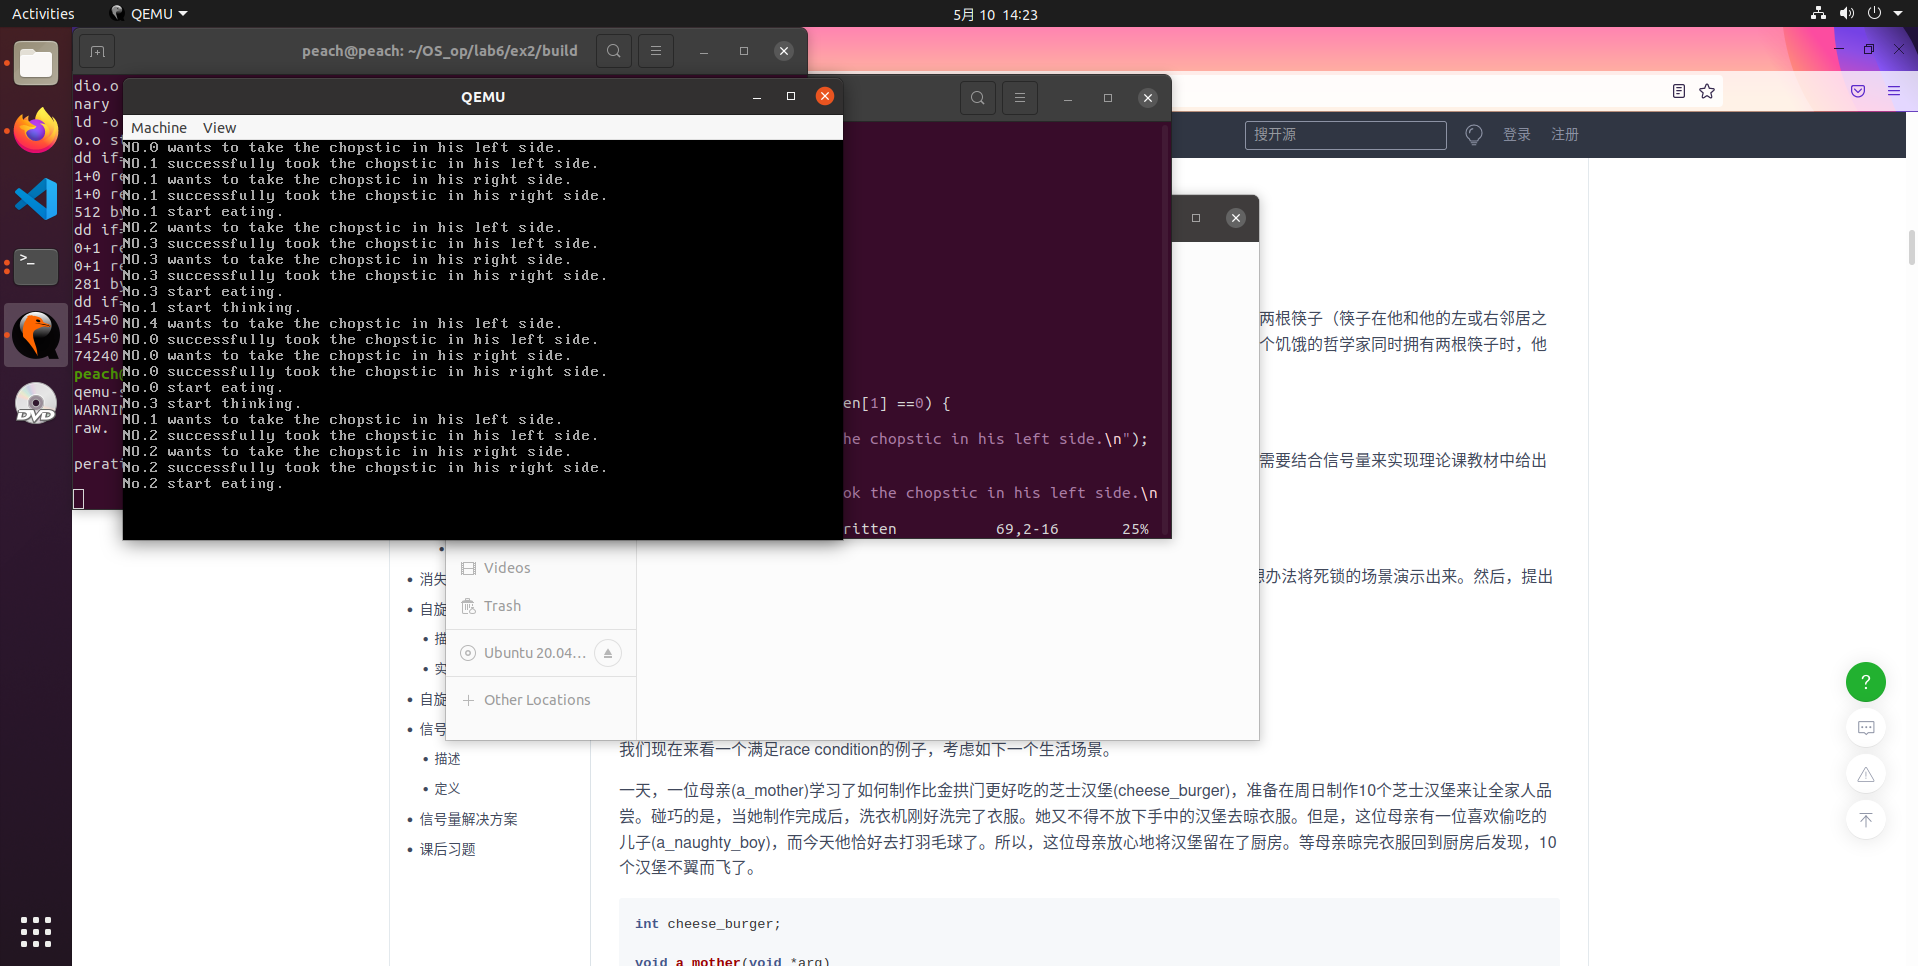 Activities
QEMU
5月 10 14:23
peach@peach: ~/OS_op/lab6/ex2/build
dio.o
nary
ld -o
o.o s
dd if=
1+0 re
1+0 re
512 by
dd if=
0+1 re
0+1 re
281 by
dd if=
145+0
145+0
74240
peach@
qemu-s
WARNIN
raw.
perati
QEMU
Machine View
NO.0 wants to take the chopstic in his left side.
NO.1 successfully took the chopstic in his left side.
NO.1 wants to take the chopstic in his right side.
No.1 successfully took the chopstic in his right side.
No.1 start eating.
NO.2 wants to take the chopstic in his left side.
NO.3 successfully took the chopstic in his left side.
NO.3 wants to take the chopstic in his right side.
No.3 successfully took the chopstic in his right side.
No.3 start eating.
No.1 start thinking.
NO.4 wants to take the chopstic in his left side.
NO.0 successfully took the chopstic in his left side.
NO.0 wants to take the chopstic in his right side.
No.0 successfully took the chopstic in his right side.
No.0 start eating.
No.3 start thinking.
NO.1 wants to take the chopstic in his left side.
NO.2 successfully took the chopstic in his left side.
NO.2 wants to take the chopstic in his right side.
No.2 successfully took the chopstic in his right side.
No.2 start eating.
en[1] ==0) {
he chopstic in his left side.\n");
ok the chopstic in his left side.\n
ritten 69,2-16 25%
搜开源
登录 注册
两根筷子（筷子在他和他的左或右邻居之
个饥饿的哲学家同时拥有两根筷子时，他
需要结合信号量来实现理论课教材中给出
办法将死锁的场景演示出来。然后，提出
Videos
Trash
Ubuntu 20.04…
Other Locations
DVD
消失
自旋
描
实
自旋
信号
描述
定义
信号量解决方案
课后习题
我们现在来看一个满足race condition的例子，考虑如下一个生活场景。
一天，一位母亲(a_mother)学习了如何制作比金拱门更好吃的芝士汉堡(cheese_burger)，准备在周日制作10个芝士汉堡来让全家人品
尝。碰巧的是，当她制作完成后，洗衣机刚好洗完了衣服。她又不得不放下手中的汉堡去晾衣服。但是，这位母亲有一位喜欢偷吃的
儿子(a_naughty_boy)，而今天他恰好去打羽毛球了。所以，这位母亲放心地将汉堡留在了厨房。等母亲晾完衣服回到厨房后发现，10
个汉堡不翼而飞了。
int cheese_burger;
void a_mother(void *arg)